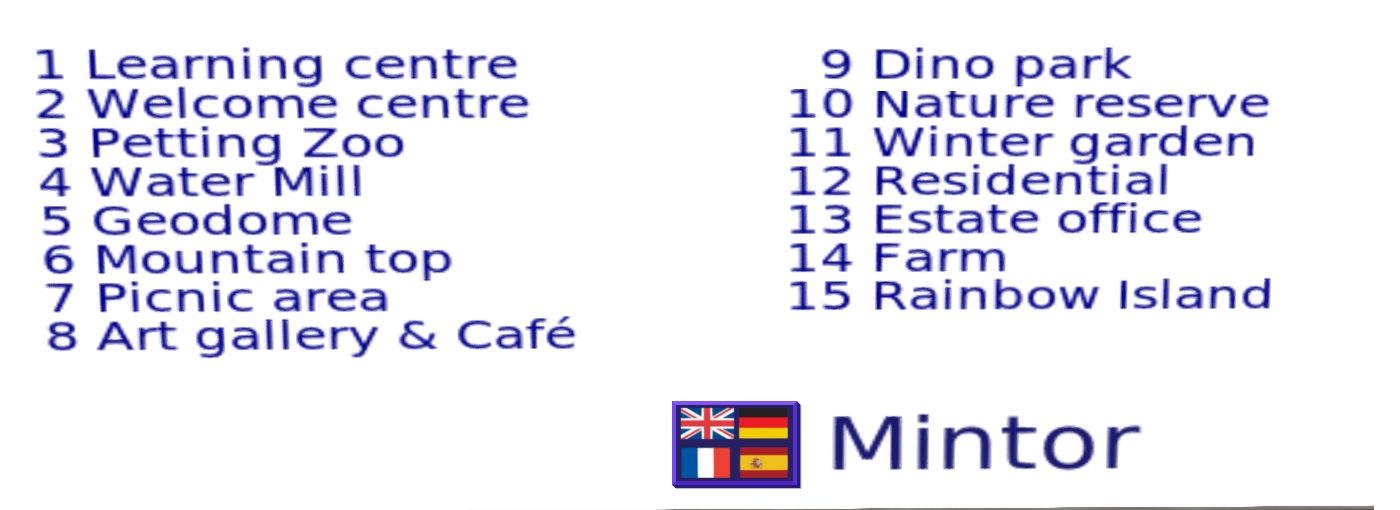 1 Learning centre
2 Welcome centre
3 Petting Zoo
4 Water Mill
5 Geodome
6 Mountain top
7 Picnic area
8 Art gallery & Café
9 Dino park
10 Nature reserve
11 Winter garden
12 Residential
13 Estate office
14 Farm
15 Rainbow Island
Mintor